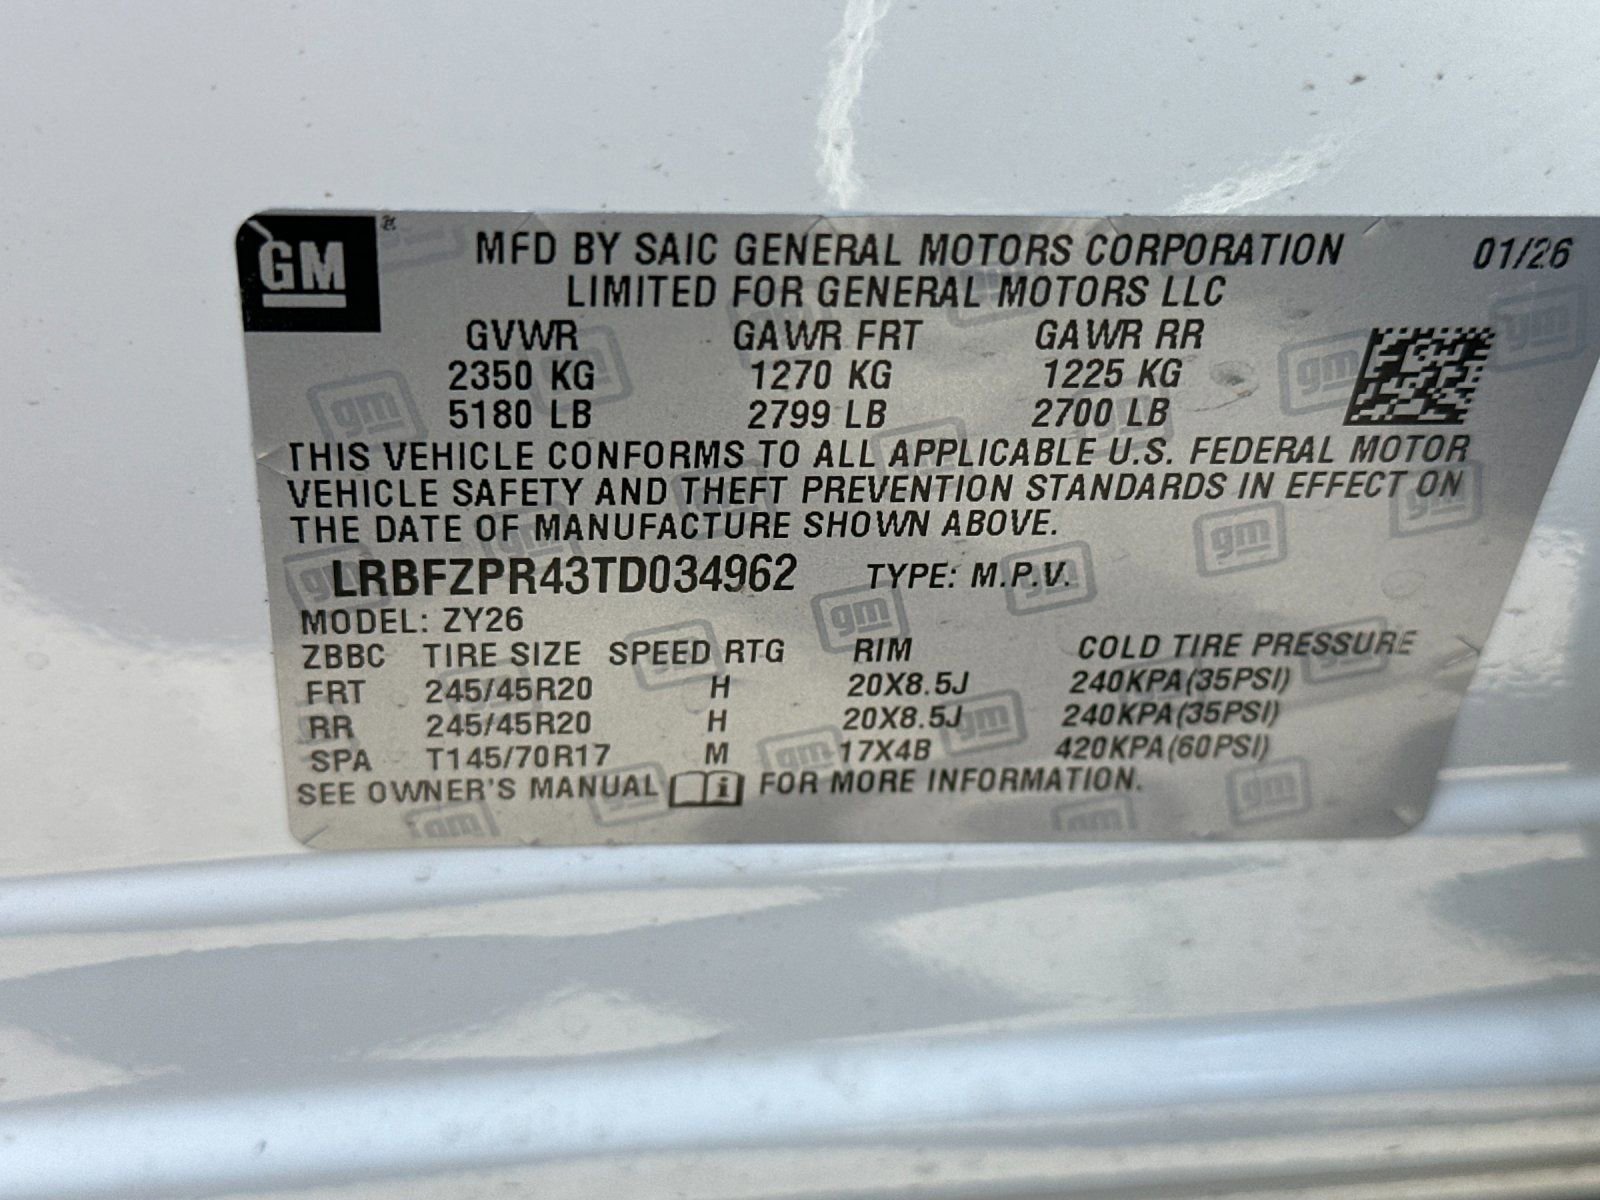 GM
MFD BY SAIC GENERAL MOTORS CORPORATION 01/26
LIMITED FOR GENERAL MOTORS LLC
GVWR GAWR FRT GAWR RR
2350 KG 1270 KG 1225 KG
5180 LB 2799 LB 2700 LB
THIS VEHICLE CONFORMS TO ALL APPLICABLE U.S. FEDERAL MOTOR
VEHICLE SAFETY AND THEFT PREVENTION STANDARDS IN EFFECT ON
THE DATE OF MANUFACTURE SHOWN ABOVE.
LRBFZPR43TD034962 TYPE: M.P.V.
MODEL: ZY26
ZBBC TIRE SIZE SPEED RTG RIM COLD TIRE PRESSURE
FRT 245/45R20 H 20X8.5J 240KPA(35PSI)
RR 245/45R20 H 20X8.5J 240KPA(35PSI)
SPA T145/70R17 M 17X4B 420KPA(60PSI)
SEE OWNER'S MANUAL i FOR MORE INFORMATION.